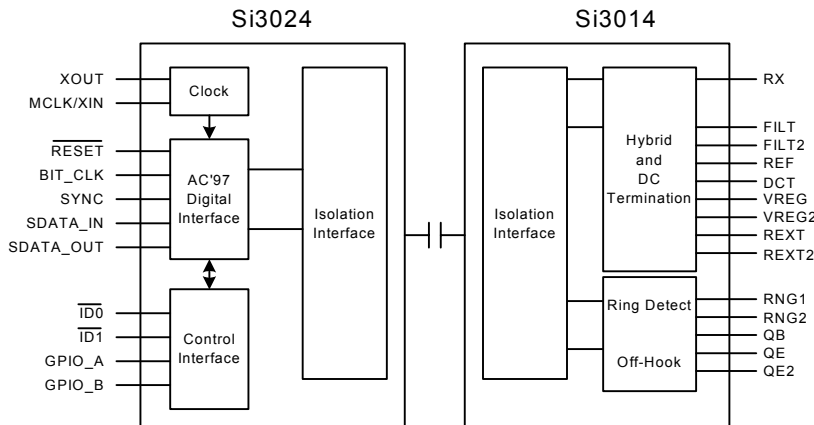 Si3024
Si3014
XOUT
MCLK/XIN
RESET
BIT_CLK
SYNC
SDATA_IN
SDATA_OUT
ID0
ID1
GPIO_A
GPIO_B
Clock
AC'97
Digital
Interface
Control
Interface
Isolation
Interface
Isolation
Interface
Hybrid
and
DC
Termination
Ring Detect
Off-Hook
RX
FILT
FILT2
REF
DCT
VREG
VREG2
REXT
REXT2
RNG1
RNG2
QB
QE
QE2